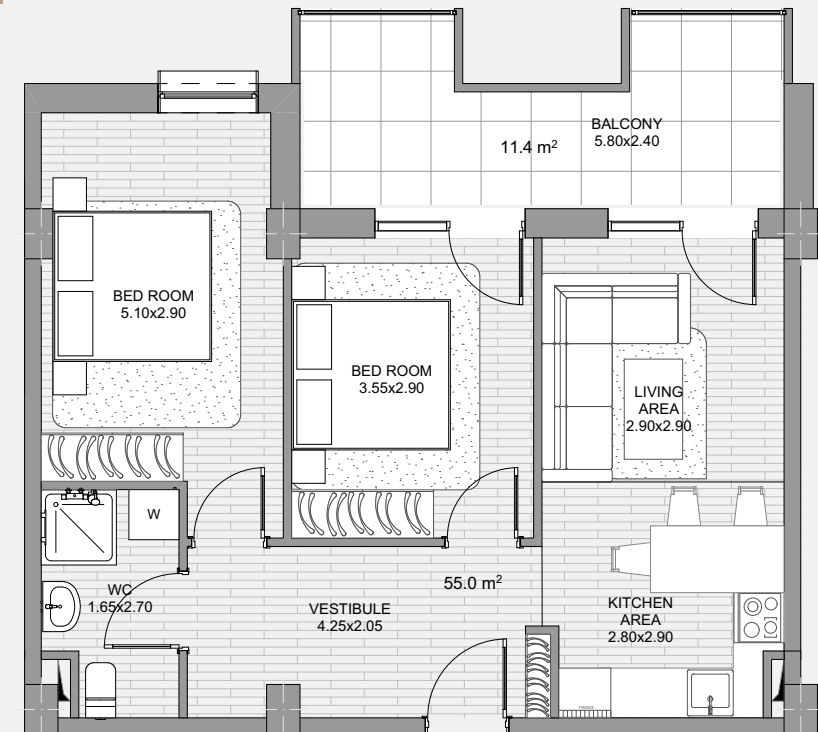 BALCONY
5.80x2.40
11.4 m²
BED ROOM
5.10x2.90
BED ROOM
3.55x2.90
LIVING
AREA
2.90x2.90
W
WC
1.65x2.70
55.0 m²
VESTIBULE
4.25x2.05
KITCHEN
AREA
2.80x2.90